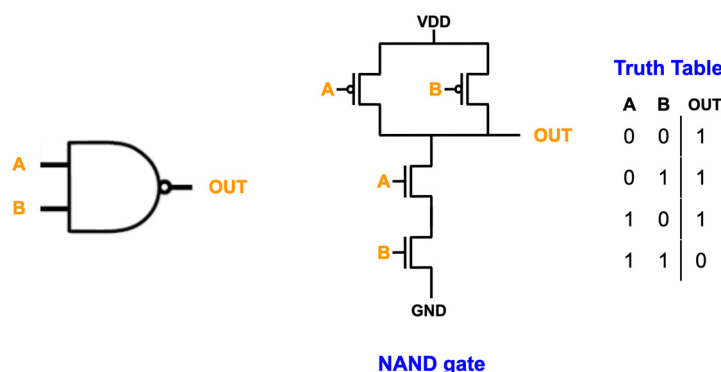 A
B
OUT
VDD
A
B
OUT
A
B
GND
NAND gate
Truth Table
A B OUT
0 0 1
0 1 1
1 0 1
1 1 0